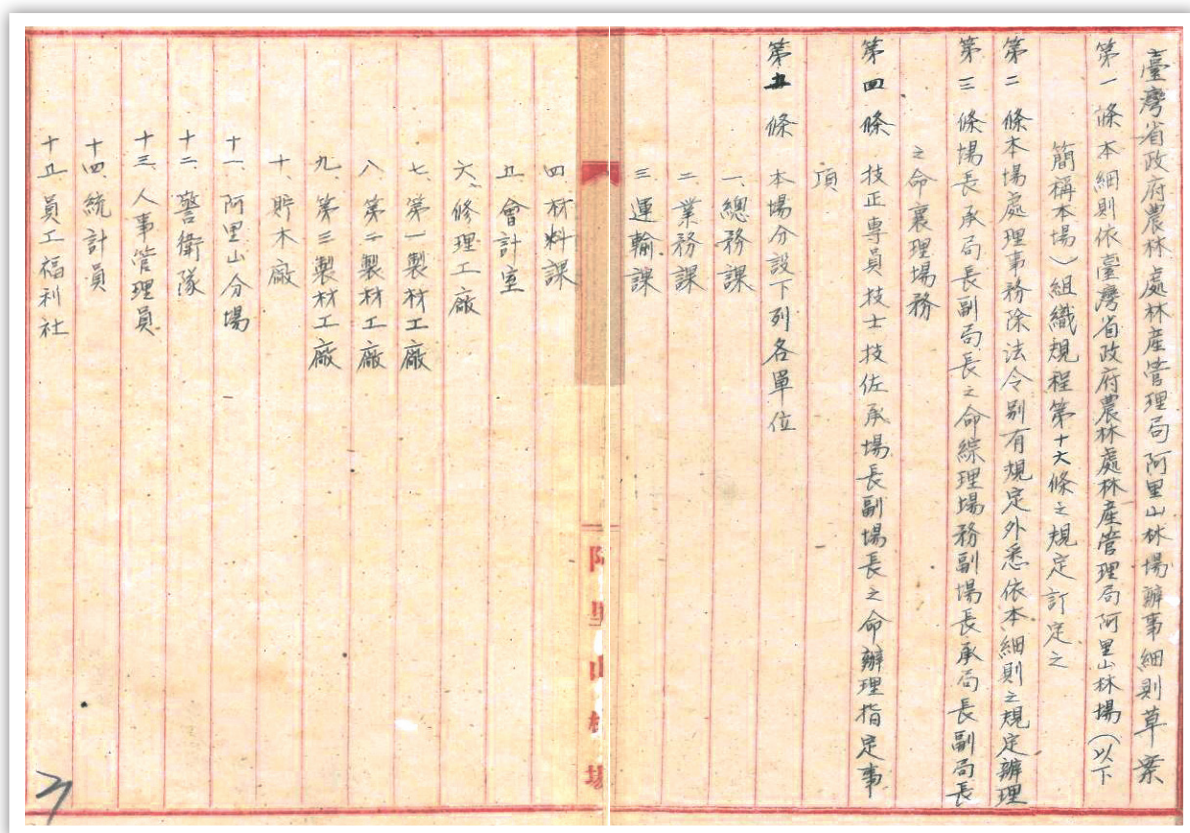 臺灣省政府農林處林産管理局阿里山林場辦事細則草案
第一條本細則依臺灣省政府農林處林産管理局阿里山林場(以下
簡稱本場)組織規程第十六條之規定訂定之
第二條本場處理事務除法令別有規定外悉依本細則之規定辦理
第三條場長承局長副局長之命綜理場務副場長承局長副局長
之命襄理場務
第四條 技正專員技士技佐承場長副場長之命辦理指定事
項
第五條 本場分設下列各單位
一、總務課
二、業務課
三、運輸課
阿里山林場
四、材料課
五、會計室
六、修理工廠
七、第一製材工廠
八、第二製材工廠
九、第三製材工廠
十、貯木廠
十一、阿里山分場
十二、警衛隊
十三、人事管理員
十四、統計員
十五、員工福利社